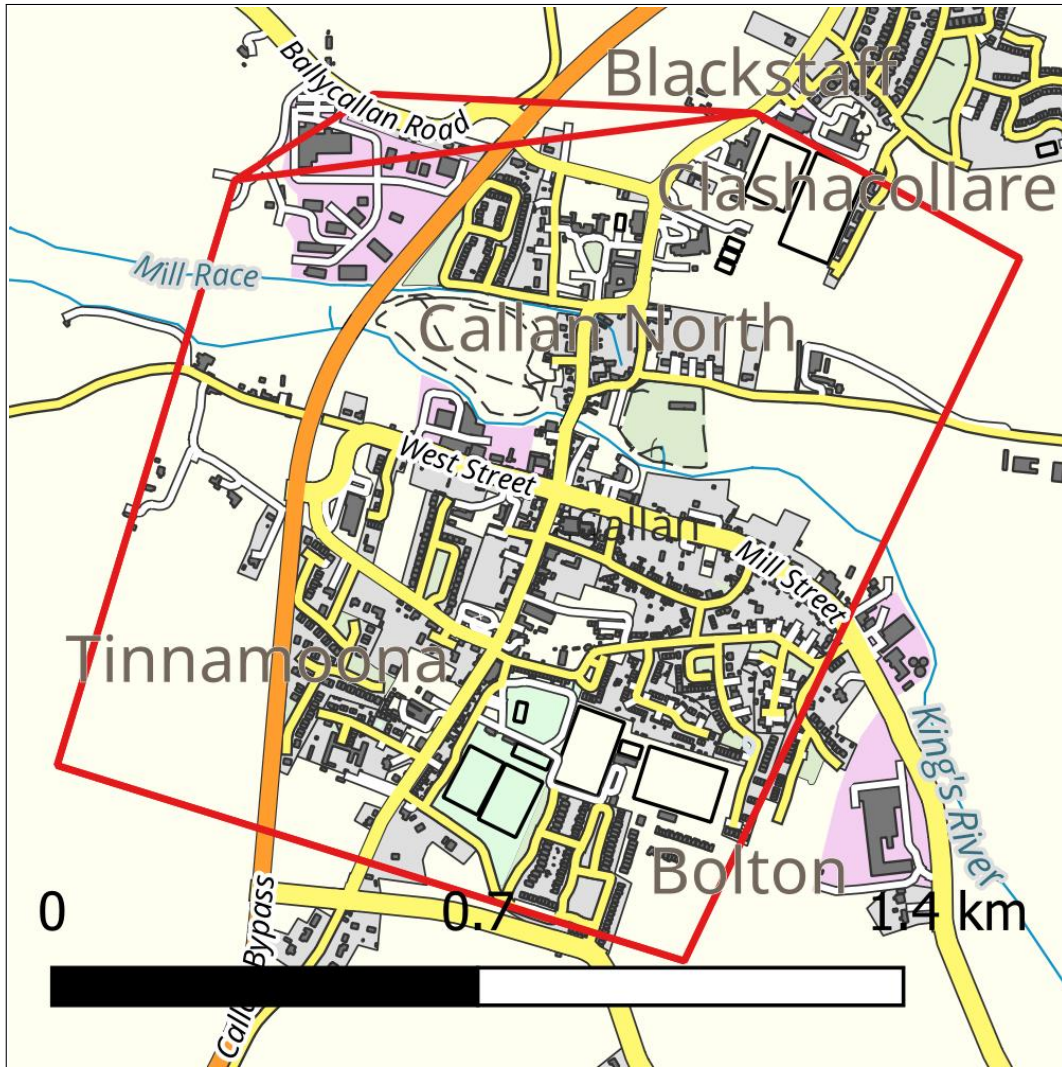 Blackstaff
Ballycallan Road
Clashacollare
Mill Race
Callan North
West Street
Callan
Mill Street
Tinnamoona
King's River
Bolton
0
0.7
1.4 km
Callan Bypass